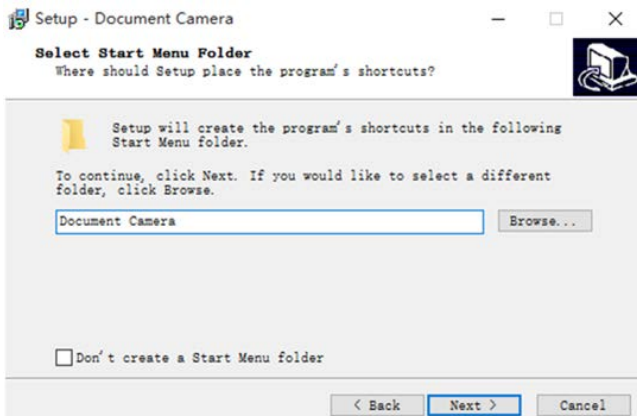 Setup - Document Camera
Select Start Menu Folder
Where should Setup place the program's shortcuts?
Setup will create the program's shortcuts in the following
Start Menu folder.
To continue, click Next. If you would like to select a different
folder, click Browse.
Document Camera
Browse...
Don't create a Start Menu folder
< Back
Next >
Cancel